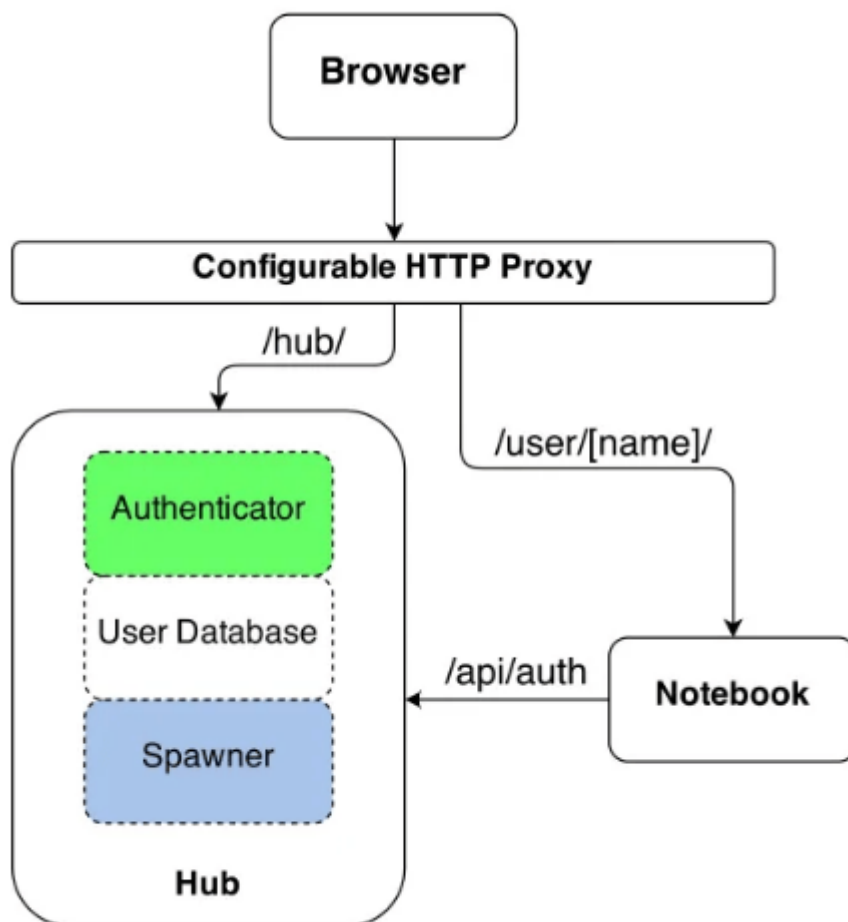 Browser
Configurable HTTP Proxy
/hub/
/user/[name]/
Authenticator
User Database
/api/auth
Notebook
Spawner
Hub